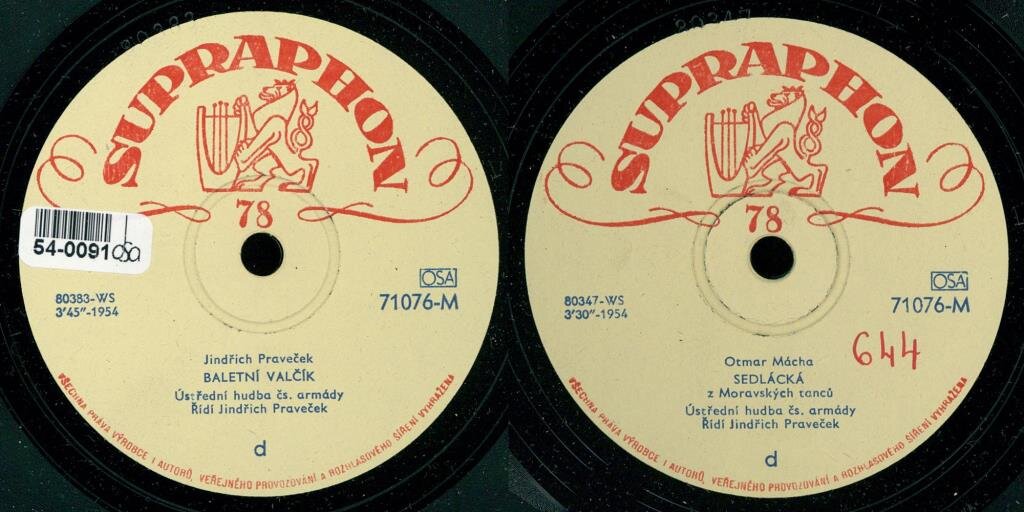 SUPRAPHON
78
54-0091
OSA
80383-WS
3'45"-1954
71076-M
Jindřich Praveček
BALETNÍ VALČÍK
Ústřední hudba čs. armády
Řídí Jindřich Praveček
d
VŠECHNA PRÁVA VÝROBCE I AUTORŮ, VEŘEJNÉHO PROVOZOVÁNÍ A ROZHLASOVÉHO ŠÍŘENÍ VYHRAŽENA
80347
SUPRAPHON
78
OSA
80347-WS
3'30"-1954
71076-M
644
Otmar Mácha
SEDLÁCKÁ
z Moravských tanců
Ústřední hudba čs. armády
Řídí Jindřich Praveček
d
VŠECHNA PRÁVA VÝROBCE I AUTORŮ, VEŘEJNÉHO PROVOZOVÁNÍ A ROZHLASOVÉHO ŠÍŘENÍ VYHRAŽENA